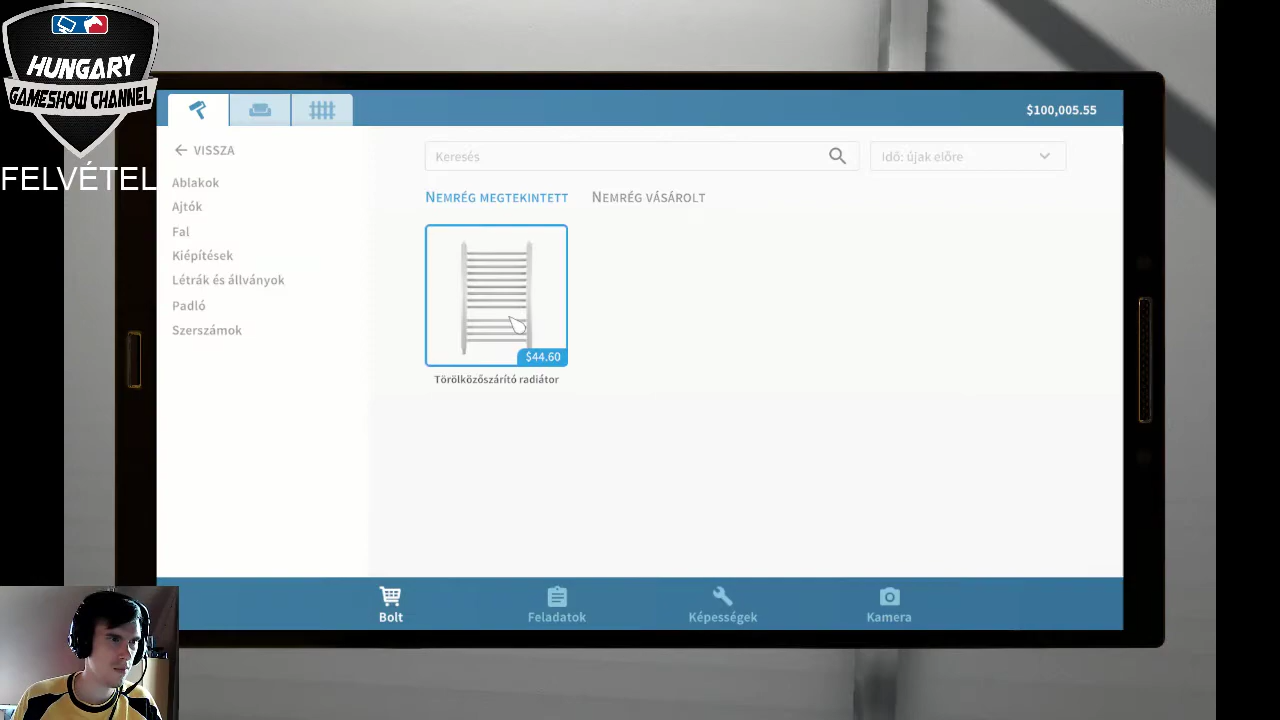 HUNGARY
GAMESHOW CHANNEL
FELVÉTEL
$100,005.55
VISSZA
Ablakok
Ajtók
Fal
Kiépítések
Létrák és állványok
Padló
Szerszámok
Keresés
Idő: újak előre
NEMRÉG MEGTEKINTETT
NEMRÉG VÁSÁROLT
$44.60
Törölközőszárító radiátor
Bolt
Feladatok
Képességek
Kamera